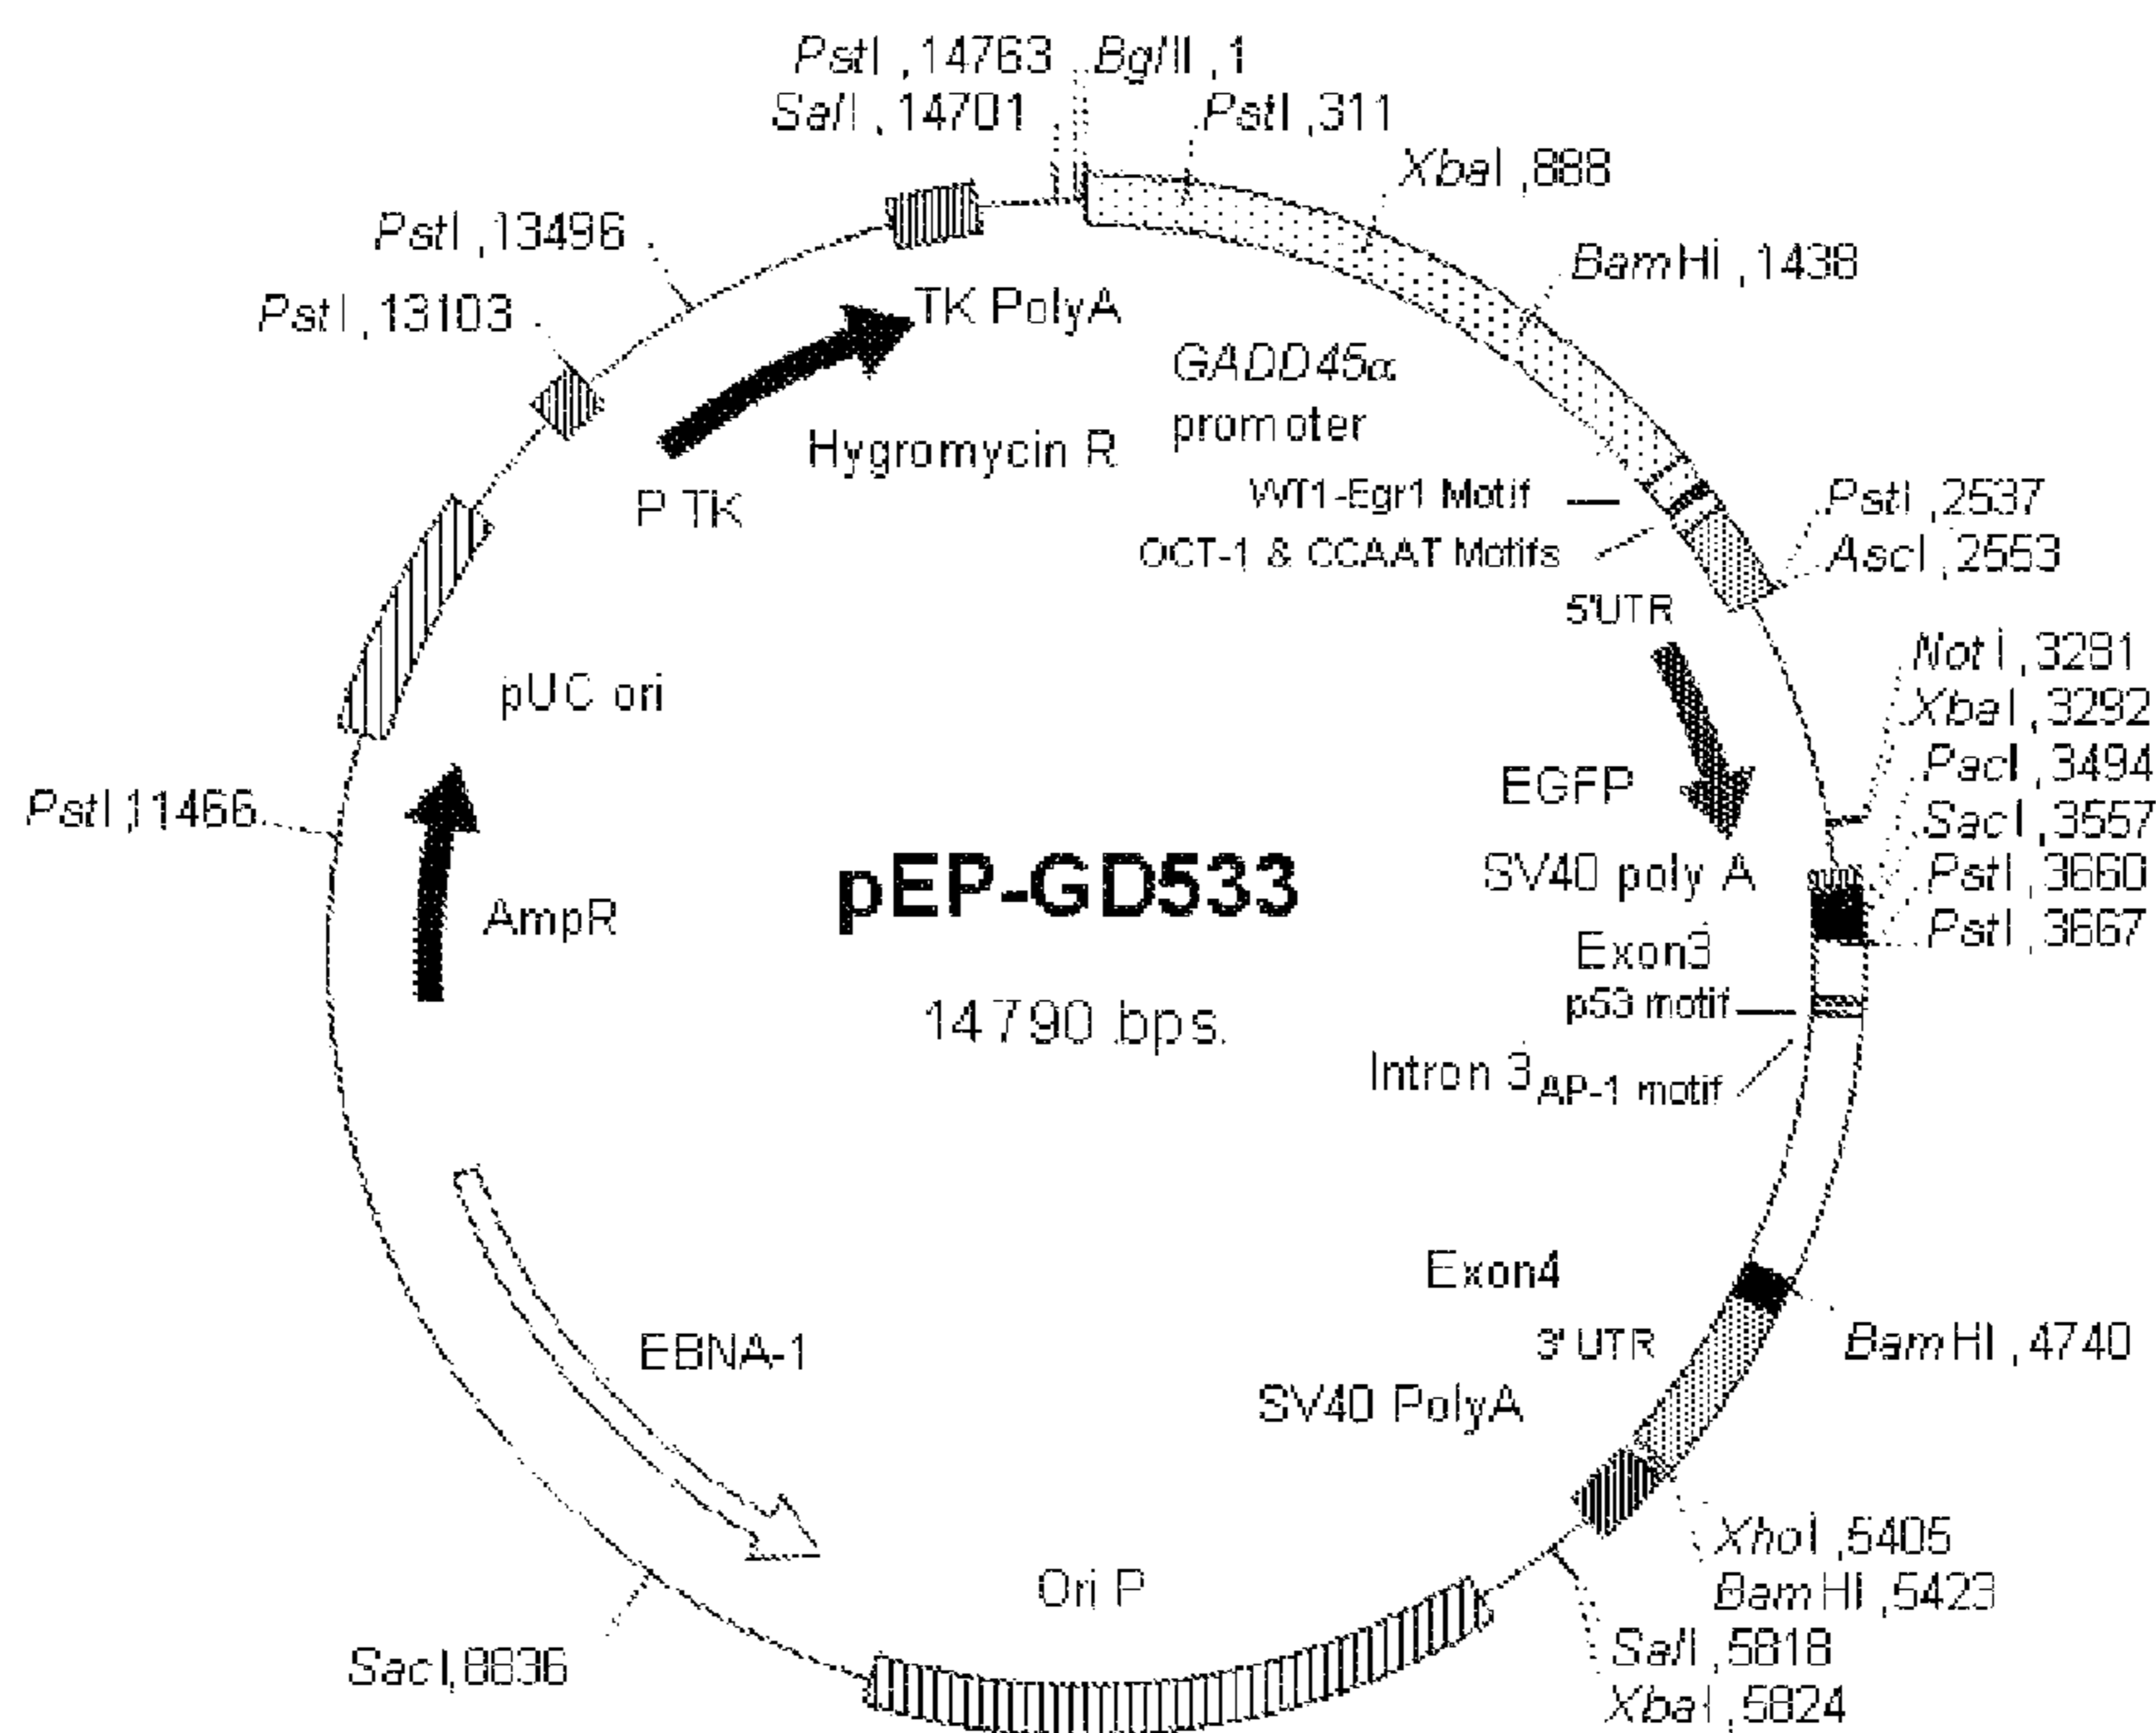 PstI ,14763
BglII ,1
SalI ,14701
PstI ,311
XbaI ,888
PstI ,13496
BamHI ,1438
PstI ,13103
TK PolyA
GADD45α
promoter
Hygromycin R
P TK
WT1-Egr1 Motif
PstI ,2537
OCT-1 & CCAAT Motifs
AscI ,2553
5'UTR
NotI ,3281
pUC ori
XbaI ,3292
PacI ,3494
EGFP
PstI ,11466
SacI ,3557
pEP-GD533
SV40 poly A
PstI ,3660
AmpR
PstI ,3667
Exon3
p53 motif
14790 bps.
Intron 3
AP-1 motif
Exon4
EBNA-1
3' UTR
BamHI ,4740
SV40 PolyA
XhoI ,5405
Ori P
BamHI ,5423
SacI ,8836
SalI ,5818
XbaI ,5824